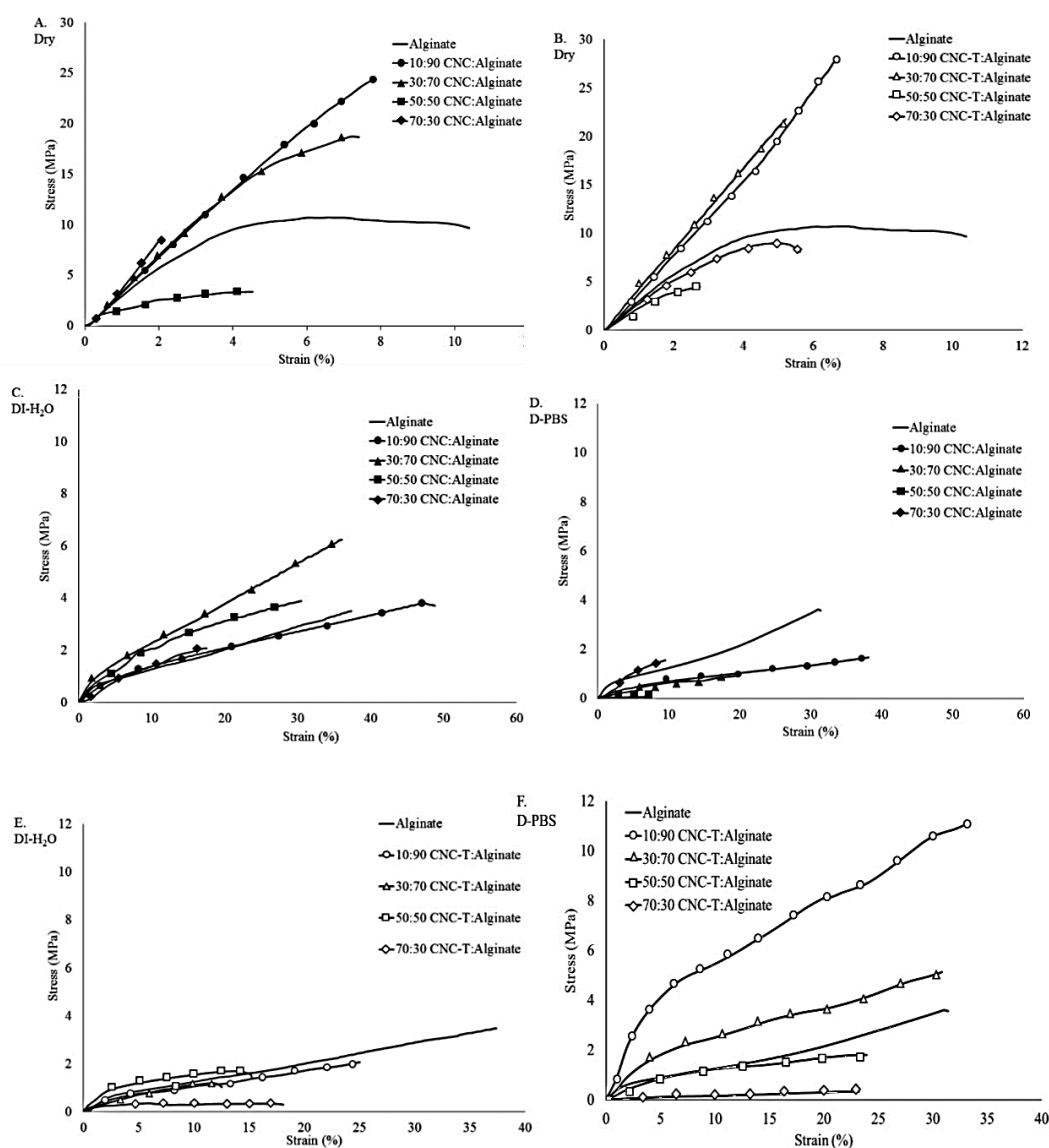 A.
Dry
Alginate
10:90 CNC:Alginate
30:70 CNC:Alginate
50:50 CNC:Alginate
70:30 CNC:Alginate
30
25
20
15
10
5
0
Stress (MPa)
0 2 4 6 8 10
Strain (%)
B.
Dry
Alginate
10:90 CNC-T:Alginate
30:70 CNC-T:Alginate
50:50 CNC-T:Alginate
70:30 CNC-T:Alginate
30
25
20
15
10
5
0
Stress (MPa)
0 2 4 6 8 10 12
Strain (%)
C.
DI-H₂O
Alginate
10:90 CNC:Alginate
30:70 CNC:Alginate
50:50 CNC:Alginate
70:30 CNC:Alginate
12
10
8
6
4
2
0
Stress (MPa)
0 10 20 30 40 50 60
Strain (%)
D.
D-PBS
Alginate
10:90 CNC:Alginate
30:70 CNC:Alginate
50:50 CNC:Alginate
70:30 CNC:Alginate
12
10
8
6
4
2
0
Stress (MPa)
0 10 20 30 40 50 60
Strain (%)
E.
DI-H₂O
Alginate
10:90 CNC-T:Alginate
30:70 CNC-T:Alginate
50:50 CNC-T:Alginate
70:30 CNC-T:Alginate
12
10
8
6
4
2
0
Stress (MPa)
0 5 10 15 20 25 30 35 40
Strain (%)
F.
D-PBS
Alginate
10:90 CNC-T:Alginate
30:70 CNC-T:Alginate
50:50 CNC-T:Alginate
70:30 CNC-T:Alginate
12
10
8
6
4
2
0
Stress (MPa)
0 5 10 15 20 25 30 35 40
Strain (%)